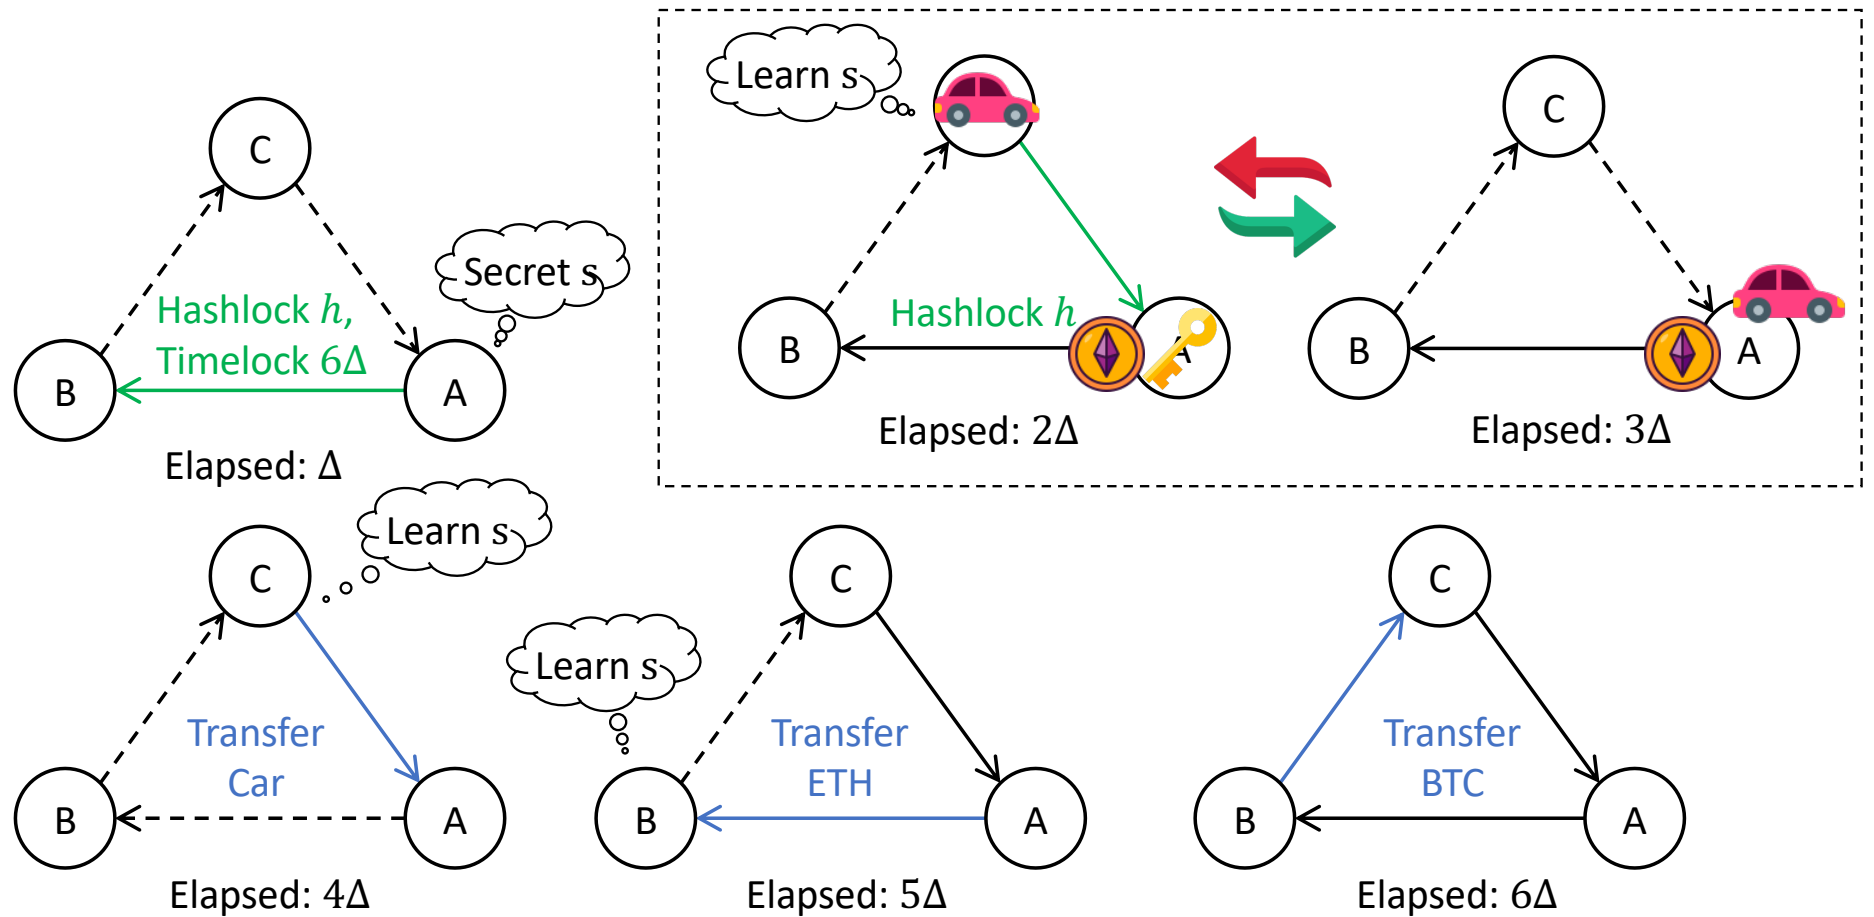 C
Secret s
Hashlock h,
Timelock 6Δ
B
A
Elapsed: Δ
Learn s
B
Hashlock h
A
Elapsed: 2Δ
C
B
A
Elapsed: 3Δ
Learn s
C
Transfer
Car
B
A
Elapsed: 4Δ
C
Learn s
Transfer
ETH
B
A
Elapsed: 5Δ
C
Transfer
BTC
B
A
Elapsed: 6Δ